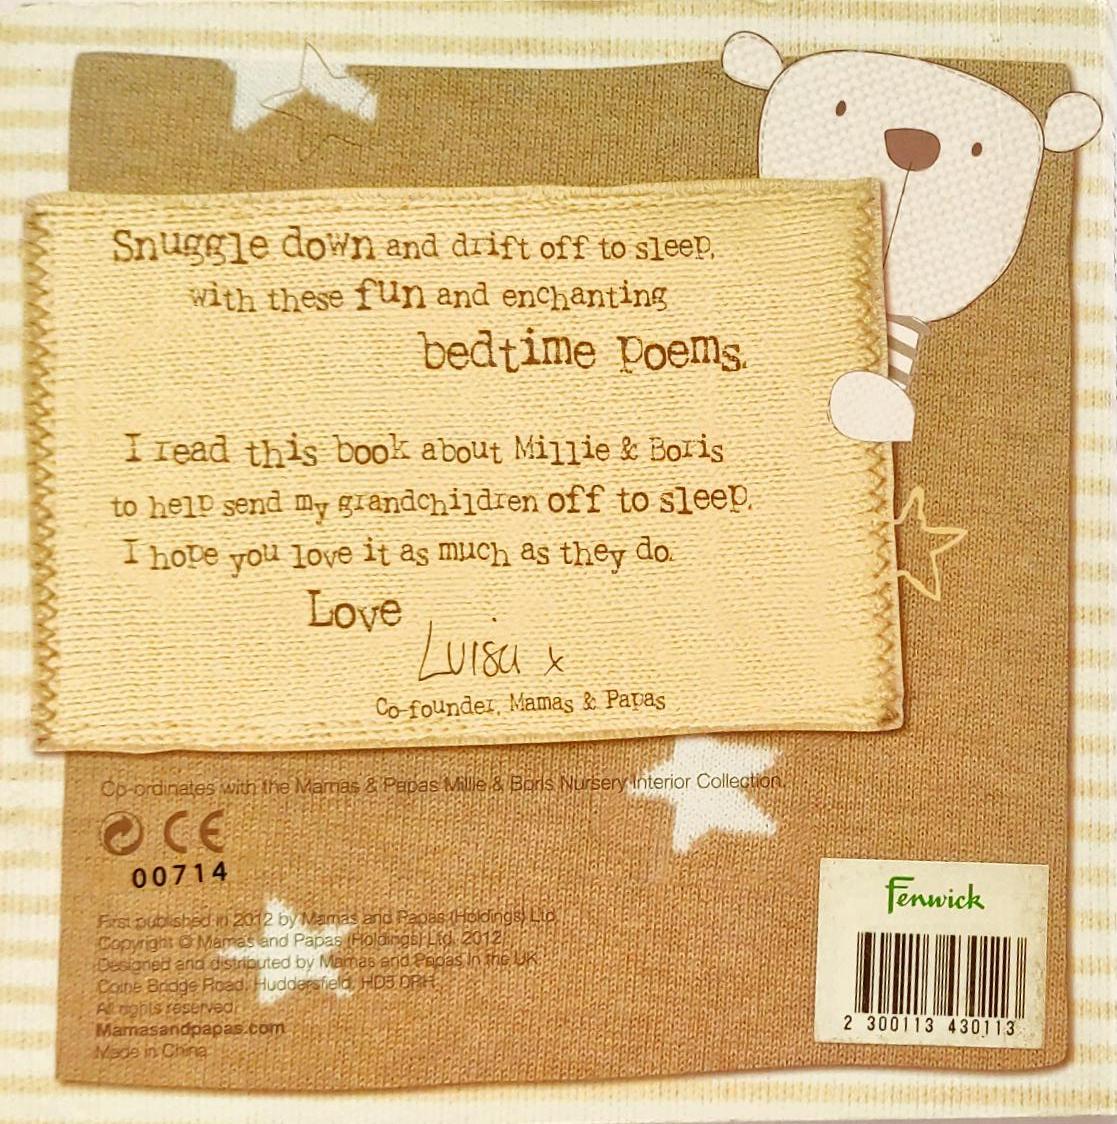 Snuggle down and drift off to sleep,
with these fun and enchanting
bedtime poems.
I read this book about Millie & Boris
to help send my grandchildren off to sleep.
I hope you love it as much as they do.
Love
Luisa x
Co-founder, Mamas & Papas
Co-ordinates with the Mamas & Papas Millie & Boris Nursery Interior Collection.
CE
00714
First published in 2012 by Mamas and Papas (Holdings) Ltd.
Copyright © Mamas and Papas (Holdings) Ltd. 2012.
Designed and distributed by Mamas and Papas in the UK.
Colne Bridge Road, Huddersfield, HD5 0RH.
All rights reserved.
Mamasandpapas.com
Made in China
Fenwick
2 300113 430113